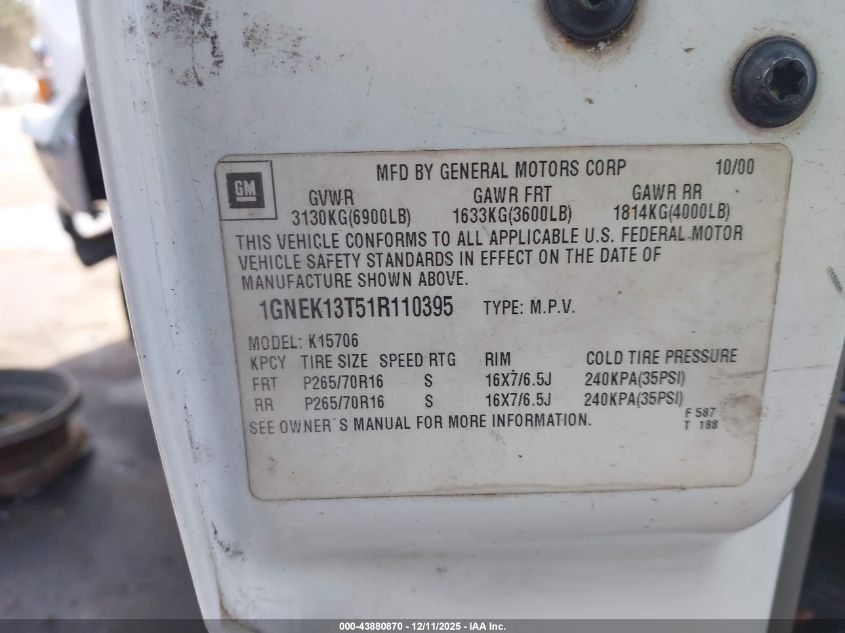 GM
MFD BY GENERAL MOTORS CORP 10/00
GVWR GAWR FRT GAWR RR
3130KG(6900LB) 1633KG(3600LB) 1814KG(4000LB)
THIS VEHICLE CONFORMS TO ALL APPLICABLE U.S. FEDERAL MOTOR
VEHICLE SAFETY STANDARDS IN EFFECT ON THE DATE OF
MANUFACTURE SHOWN ABOVE.
1GNEK13T51R110395 TYPE: M.P.V.
MODEL: K15706
KPCY TIRE SIZE SPEED RTG RIM COLD TIRE PRESSURE
FRT P265/70R16 S 16X7/6.5J 240KPA(35PSI)
RR P265/70R16 S 16X7/6.5J 240KPA(35PSI)
SEE OWNER'S MANUAL FOR MORE INFORMATION.
F 587
T 188
000-43880870 - 12/11/2025 - IAA Inc.